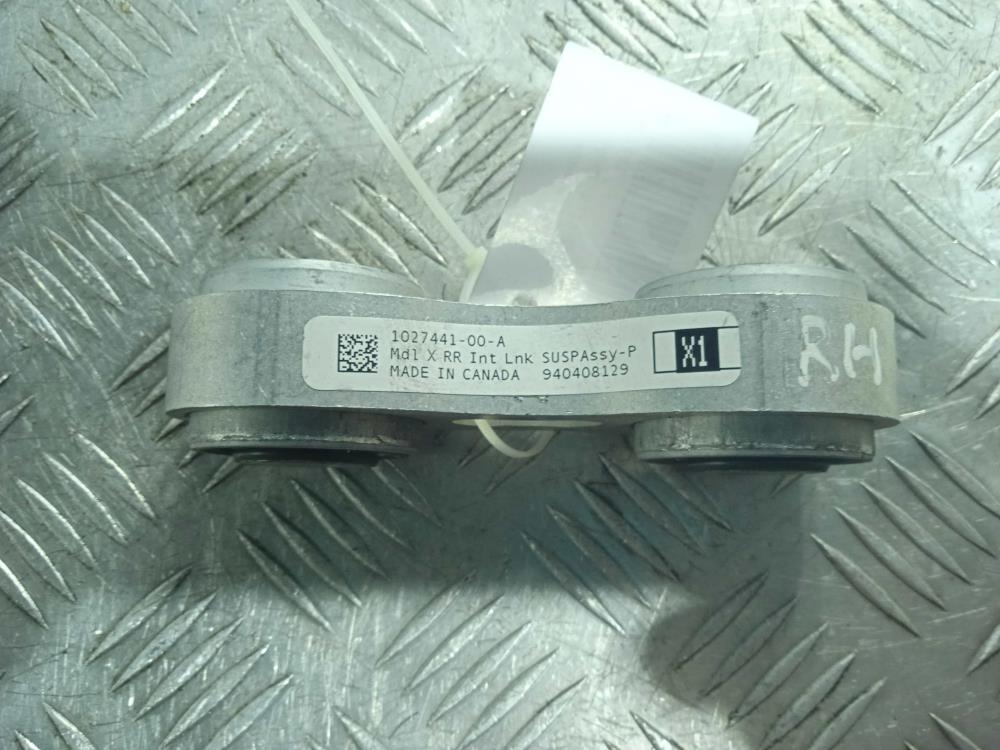 1027441-00-A
Mdl X RR Int Lnk SUSPAssy-P
MADE IN CANADA 940408129
X1
RH